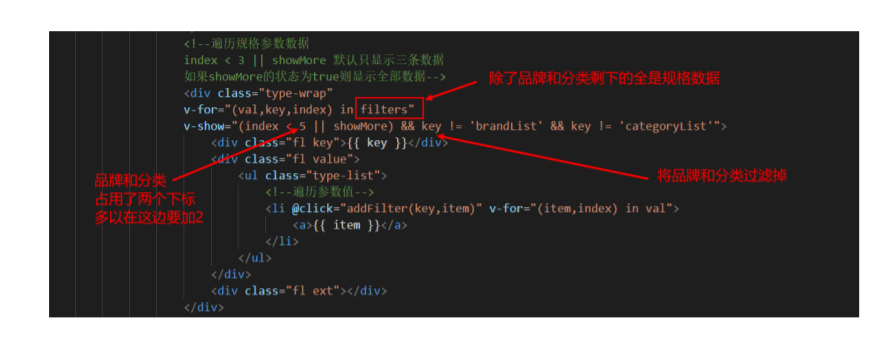 <!--遍历规格参数数据
index < 3 || showMore 默认只显示三条数据
如果showMore的状态为true则显示全部数据-->
除了品牌和分类剩下的全是规格数据
<div class="type-wrap"
v-for="(val,key,index) in filters"
v-show="(index < 5 || showMore) && key != 'brandList' && key != 'categoryList'">
<div class="fl key">{{ key }}</div>
<div class="fl value">
将品牌和分类过滤掉
品牌和分类
占用了两个下标
多以在这边要加2
<ul class="type-list">
<!--遍历参数值-->
<li @click="addFilter(key,item)" v-for="(item,index) in val">
<a>{{ item }}</a>
</li>
</ul>
</div>
<div class="fl ext"></div>
</div>